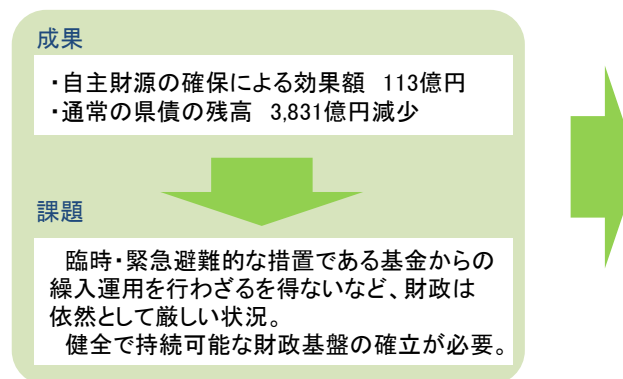 成果
・自主財源の確保による効果額 113億円
・通常の県債の残高 3,831億円減少
課題
　臨時・緊急避難的な措置である基金からの
繰入運用を行わざるを得ないなど、財政は
依然として厳しい状況。
　健全で持続可能な財政基盤の確立が必要。